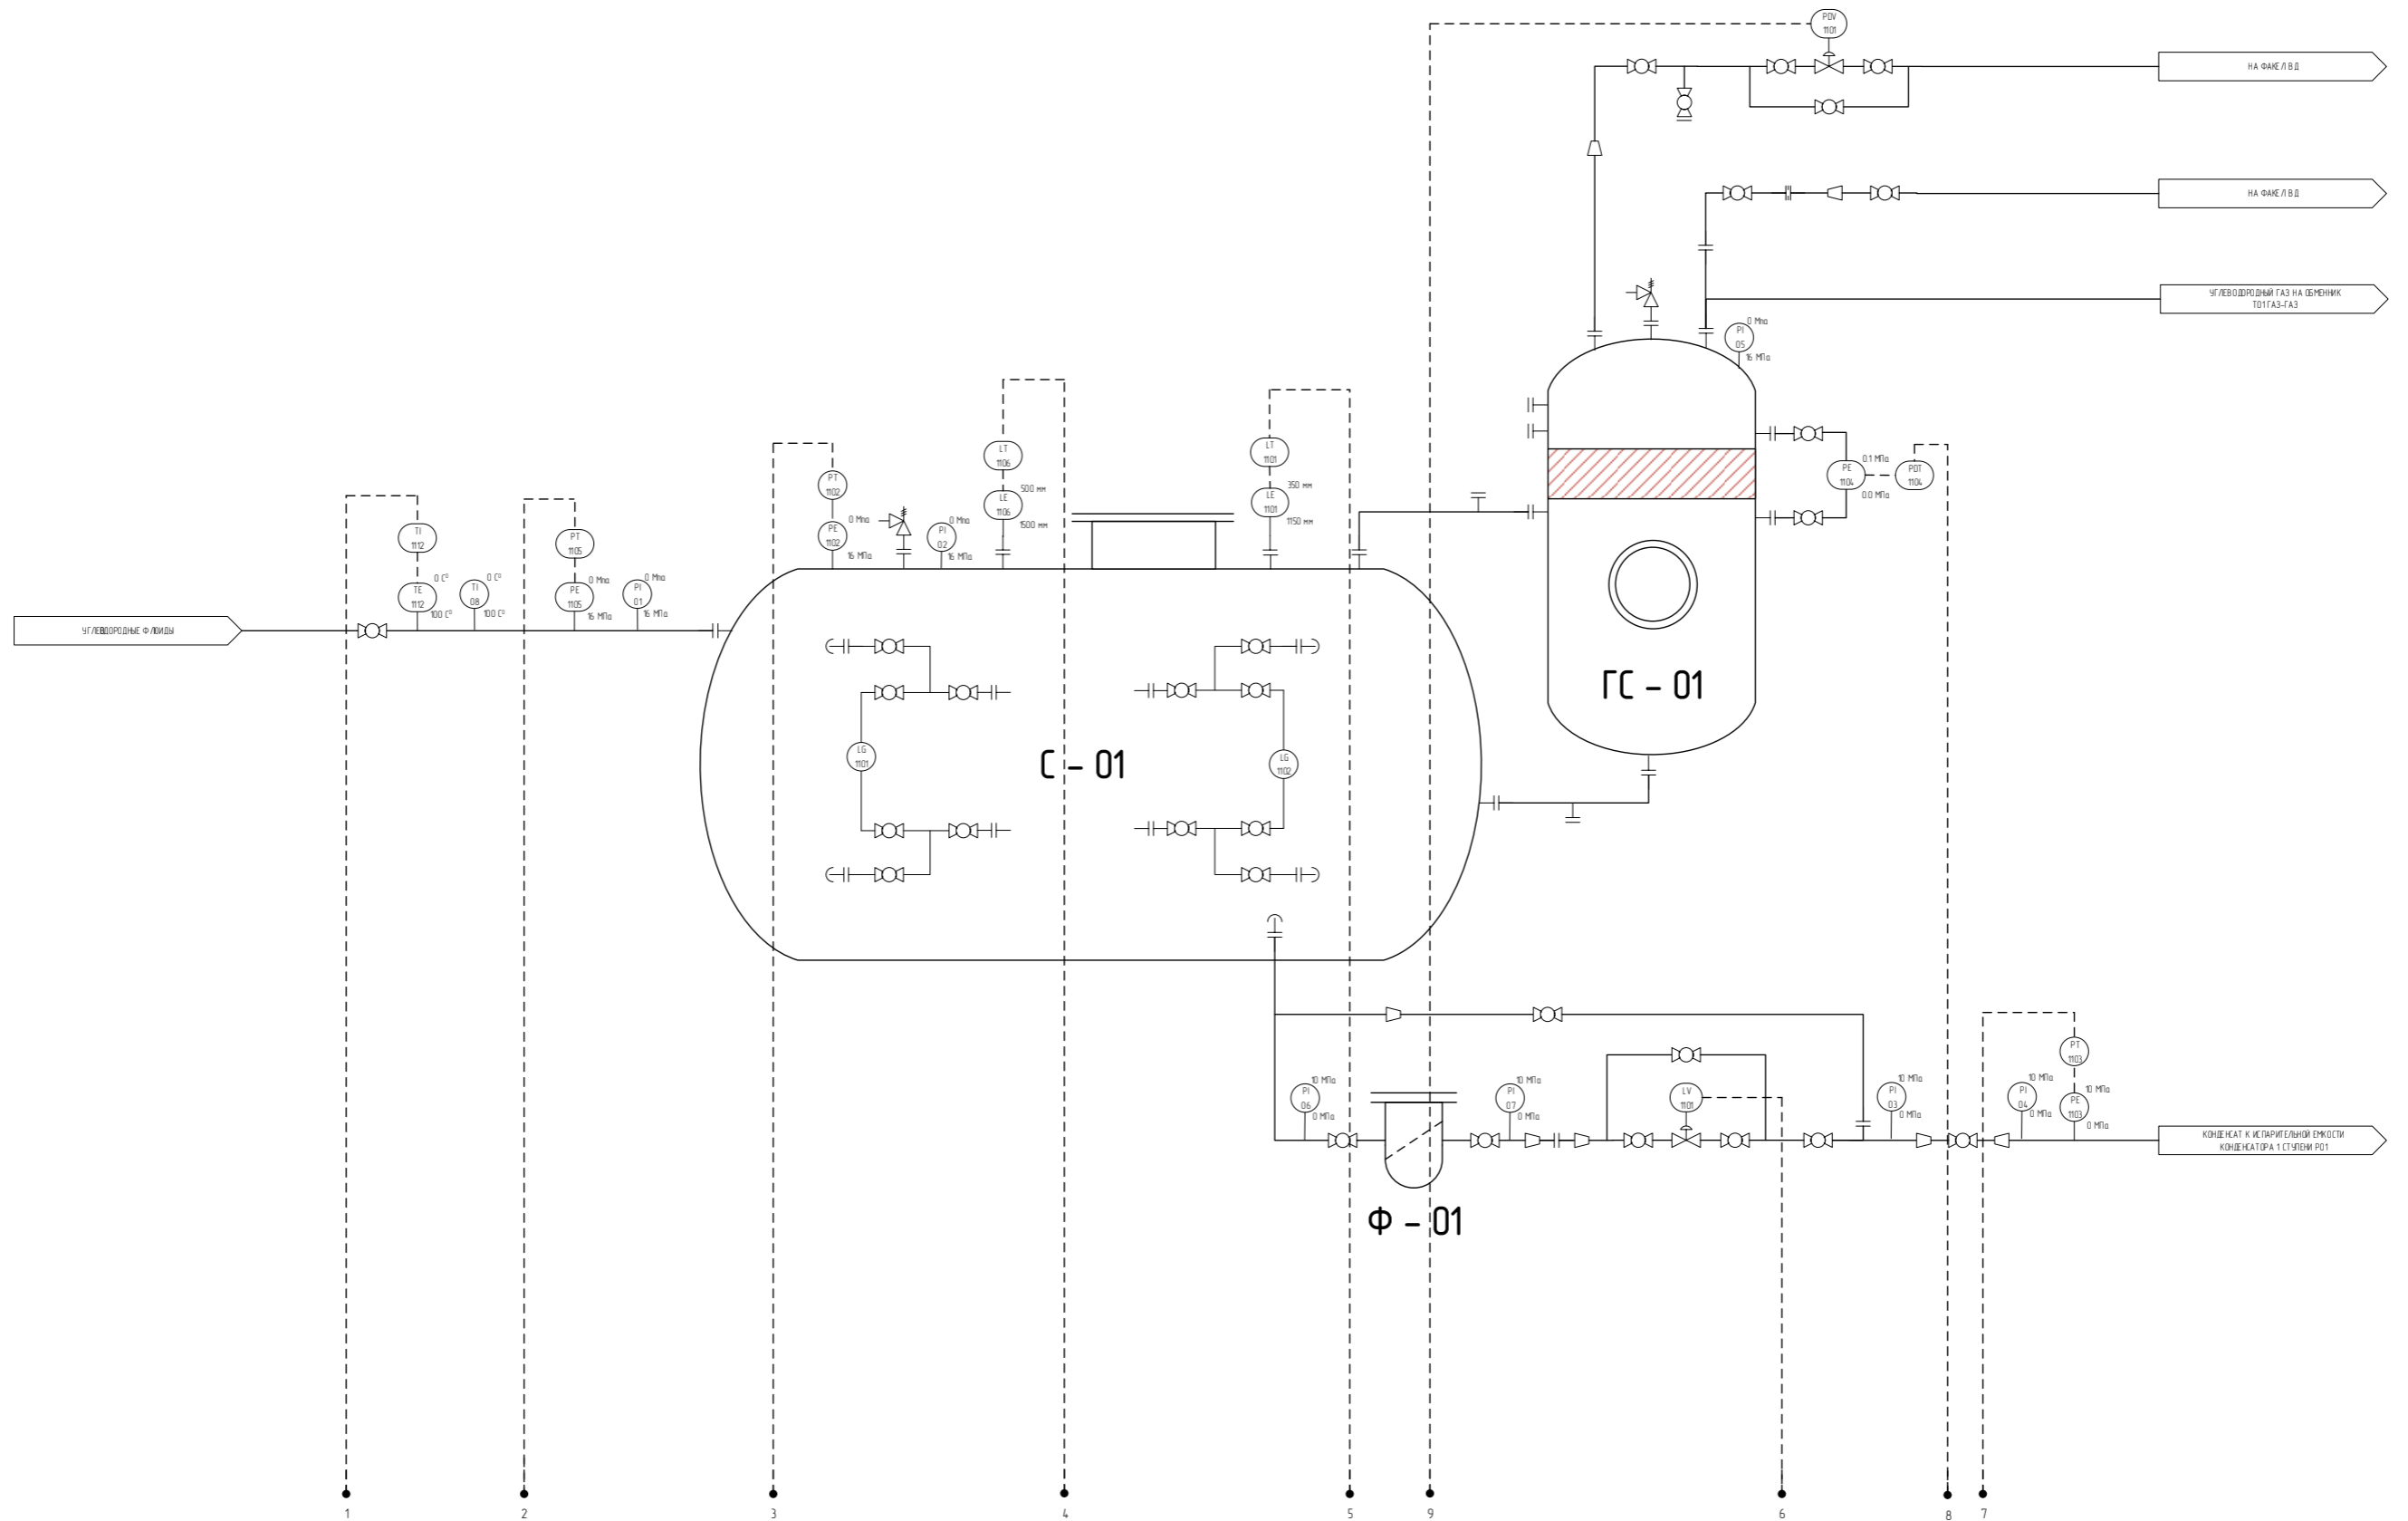 PDV
1101
НА ФАКЕЛ ВД
НА ФАКЕЛ ВД
УГЛЕВОДОРОДНЫЙ ГАЗ НА ОБМЕННИК
Т01 ГАЗ-ГАЗ
0 Мпа
PI
05
16 МПа
LT
1106
LT
1101
0.1 МПа
PE
1104
PDT
1104
0.0 МПа
PT
1102
500 мм
LE
1106
1500 мм
350 мм
LE
1101
1150 мм
0 Мпа
PE
1102
16 МПа
0 Мпа
PI
02
16 МПа
TI
1112
PT
1105
0 С°
TE
1112
100 С°
0 С°
TI
08
100 С°
0 Мпа
PE
1105
16 МПа
0 Мпа
PI
01
16 МПа
УГЛЕВОДОРОДНЫЕ ФЛЮИДЫ
ГС - 01
LG
1101
С - 01
LG
1102
PT
1103
10 МПа
PI
06
0 МПа
10 МПа
PI
07
0 МПа
LV
1101
10 МПа
PI
03
0 МПа
10 МПа
PI
04
0 МПа
10 МПа
PE
1103
0 МПа
КОНДЕНСАТ К ИСПАРИТЕЛЬНОЙ ЕМКОСТИ
КОНДЕНСАТОРА 1 СТУПЕНИ Р01
Ф - 01
1
2
3
4
5
9
6
8
7